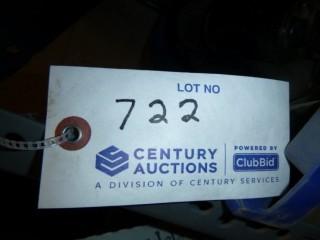 LOT NO
722
CENTURY AUCTIONS
POWERED BY
ClubBid
A DIVISION OF CENTURY SERVICES